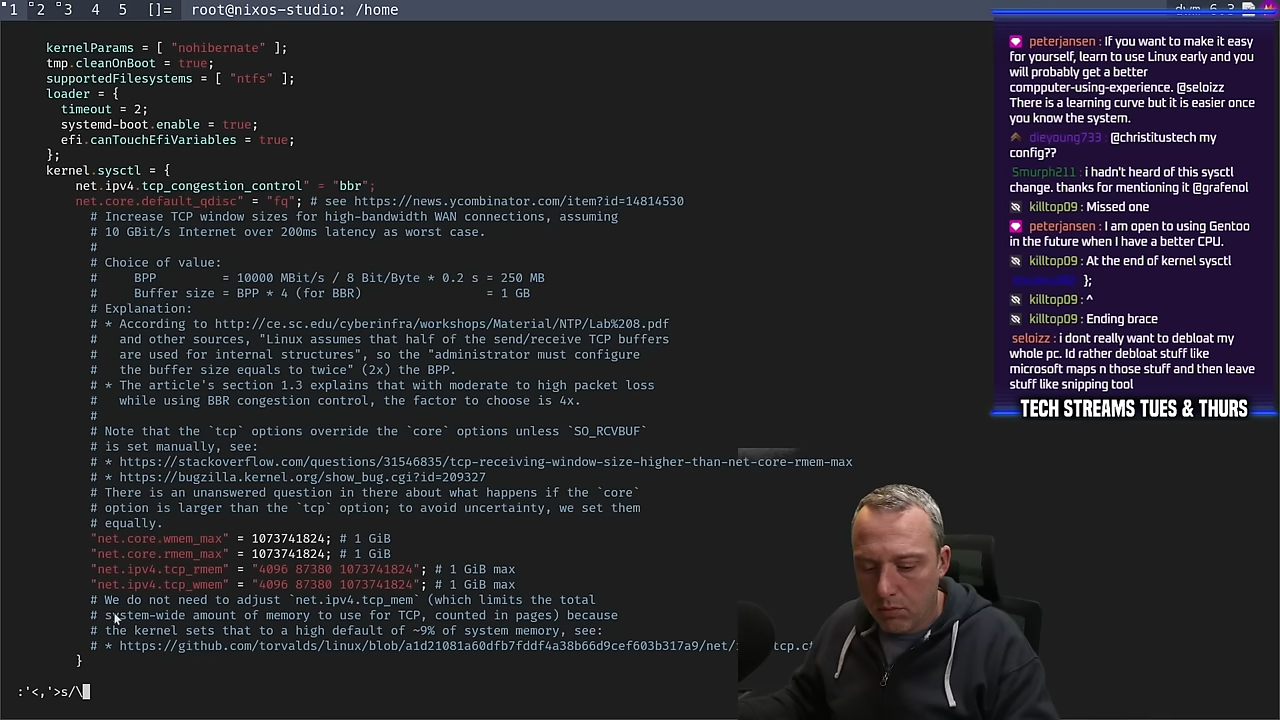 1 2 3 4 5 []= root@nixos-studio: /home
kernelParams = [ "nohibernate" ];
tmp.cleanOnBoot = true;
supportedFilesystems = [ "ntfs" ];
loader = {
timeout = 2;
systemd-boot.enable = true;
efi.canTouchEfiVariables = true;
};
kernel.sysctl = {
net.ipv4.tcp_congestion_control" = "bbr";
net.core.default_qdisc" = "fq"; # see https://news.ycombinator.com/item?id=14814530
# Increase TCP window sizes for high-bandwidth WAN connections, assuming
# 10 GBit/s Internet over 200ms latency as worst case.
#
# Choice of value:
# BPP = 10000 MBit/s / 8 Bit/Byte * 0.2 s = 250 MB
# Buffer size = BPP * 4 (for BBR) = 1 GB
# Explanation:
# * According to http://ce.sc.edu/cyberinfra/workshops/Material/NTP/Lab%208.pdf
# and other sources, "Linux assumes that half of the send/receive TCP buffers
# are used for internal structures", so the "administrator must configure
# the buffer size equals to twice" (2x) the BPP.
# * The article's section 1.3 explains that with moderate to high packet loss
# while using BBR congestion control, the factor to choose is 4x.
#
# Note that the `tcp` options override the `core` options unless `SO_RCVBUF`
# is set manually, see:
# * https://stackoverflow.com/questions/31546835/tcp-receiving-window-size-higher-than-net-core-rmem-max
# * https://bugzilla.kernel.org/show_bug.cgi?id=209327
# There is an unanswered question in there about what happens if the `core`
# option is larger than the `tcp` option; to avoid uncertainty, we set them
# equally.
"net.core.wmem_max" = 1073741824; # 1 GiB
"net.core.rmem_max" = 1073741824; # 1 GiB
"net.ipv4.tcp_rmem" = "4096 87380 1073741824"; # 1 GiB max
"net.ipv4.tcp_wmem" = "4096 87380 1073741824"; # 1 GiB max
# We do not need to adjust `net.ipv4.tcp_mem` (which limits the total
# system-wide amount of memory to use for TCP, counted in pages) because
# the kernel sets that to a high default of ~9% of system memory, see:
# * https://github.com/torvalds/linux/blob/a1d21081a60dfb7fddf4a38b66d9cef603b317a9/net/
}
:'<,'>s/\
peterjansen : If you want to make it easy
for yourself, learn to use Linux early and you
will probably get a better
compputer-using-experience. @seloizz
There is a learning curve but it is easier once
you know the system.
dieyoung733 : @christitustech my
config??
Smurph211 : i hadn't heard of this sysctl
change. thanks for mentioning it @grafenol
killtop09 : Missed one
peterjansen : I am open to using Gentoo
in the future when I have a better CPU.
killtop09 : At the end of kernel sysctl
};
killtop09 : ^
killtop09 : Ending brace
seloizz : i dont really want to debloat my
whole pc. Id rather debloat stuff like
microsoft maps n those stuff and then leave
stuff like snipping tool
TECH STREAMS TUES & THURS